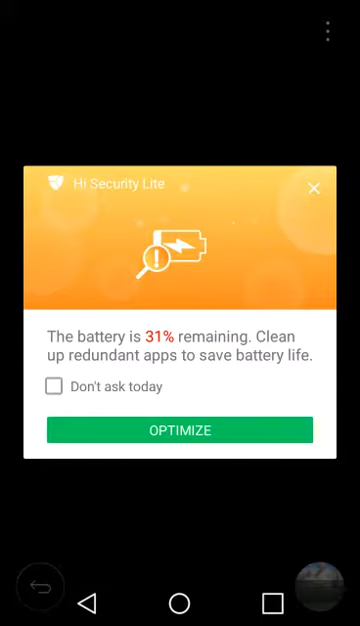 Hi Security Lite
The battery is 31% remaining. Clean
up redundant apps to save battery life.
Don't ask today
OPTIMIZE